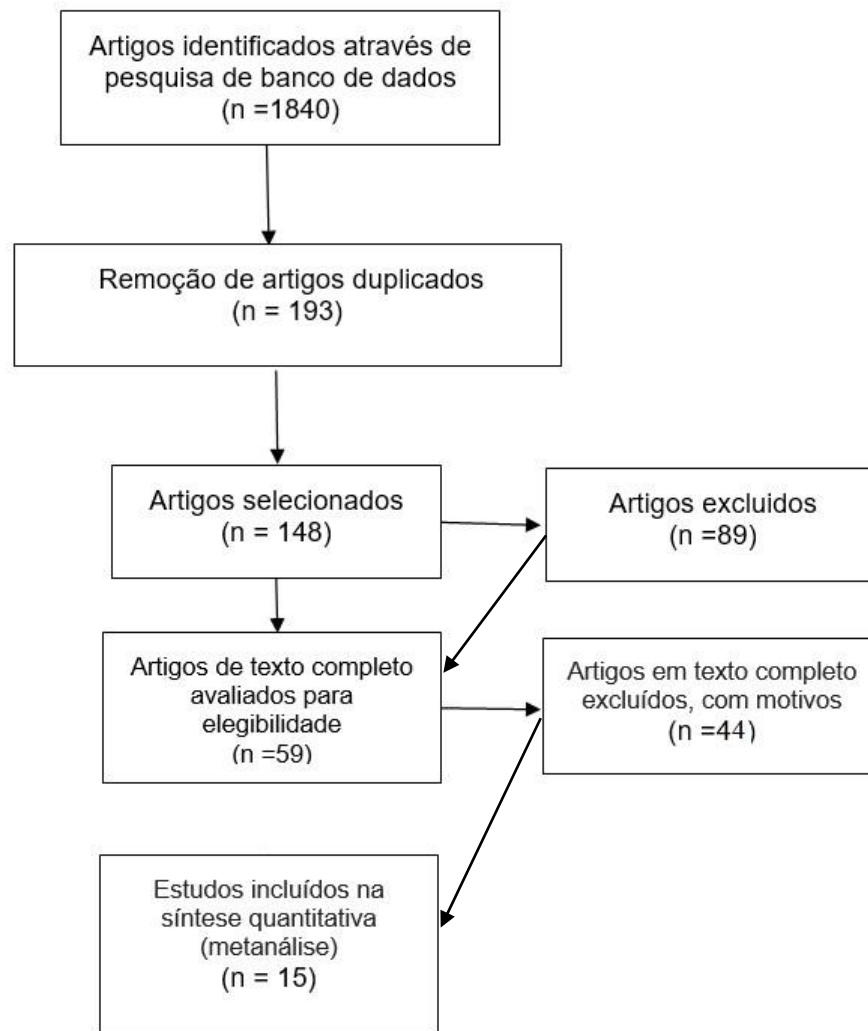 Artigos identificados através de
pesquisa de banco de dados
(n =1840)
Remoção de artigos duplicados
(n = 193)
Artigos selecionados
(n = 148)
Artigos excluidos
(n =89)
Artigos de texto completo
avaliados para
elegibilidade
(n =59)
Artigos em texto completo
excluídos, com motivos
(n =44)
Estudos incluídos na
síntese quantitativa
(metanálise)
(n = 15)